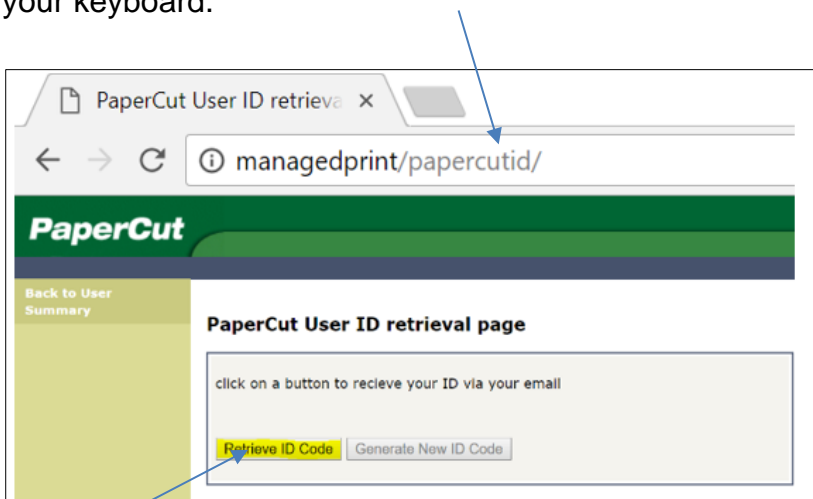 your keyboard.
PaperCut User ID retrieva
managedprint/papercutid/
PaperCut
Back to User
Summary
PaperCut User ID retrieval page
click on a button to recieve your ID via your email
Retrieve ID Code Generate New ID Code